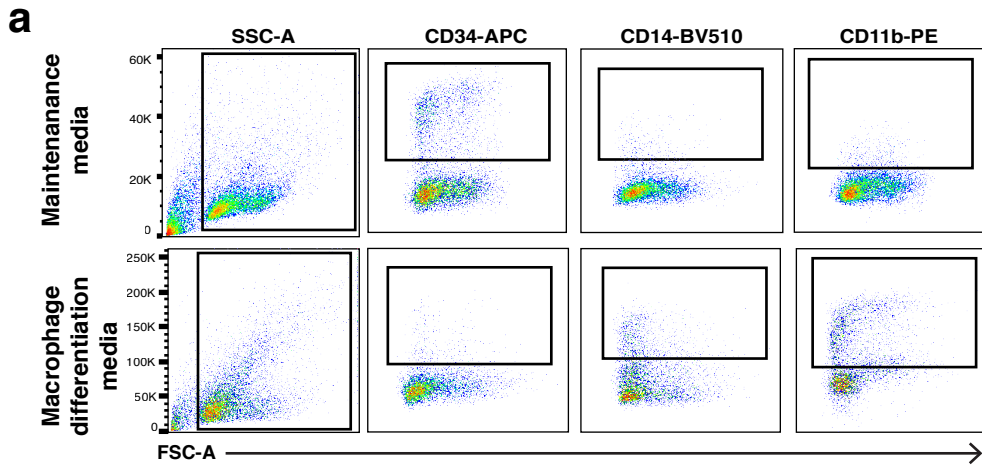 a
SSC-A CD34-APC CD14-BV510 CD11b-PE
Maintenanance
media
60K
40K
20K
0
Macrophage
differentiation
media
250K
200K
150K
100K
50K
0
FSC-A